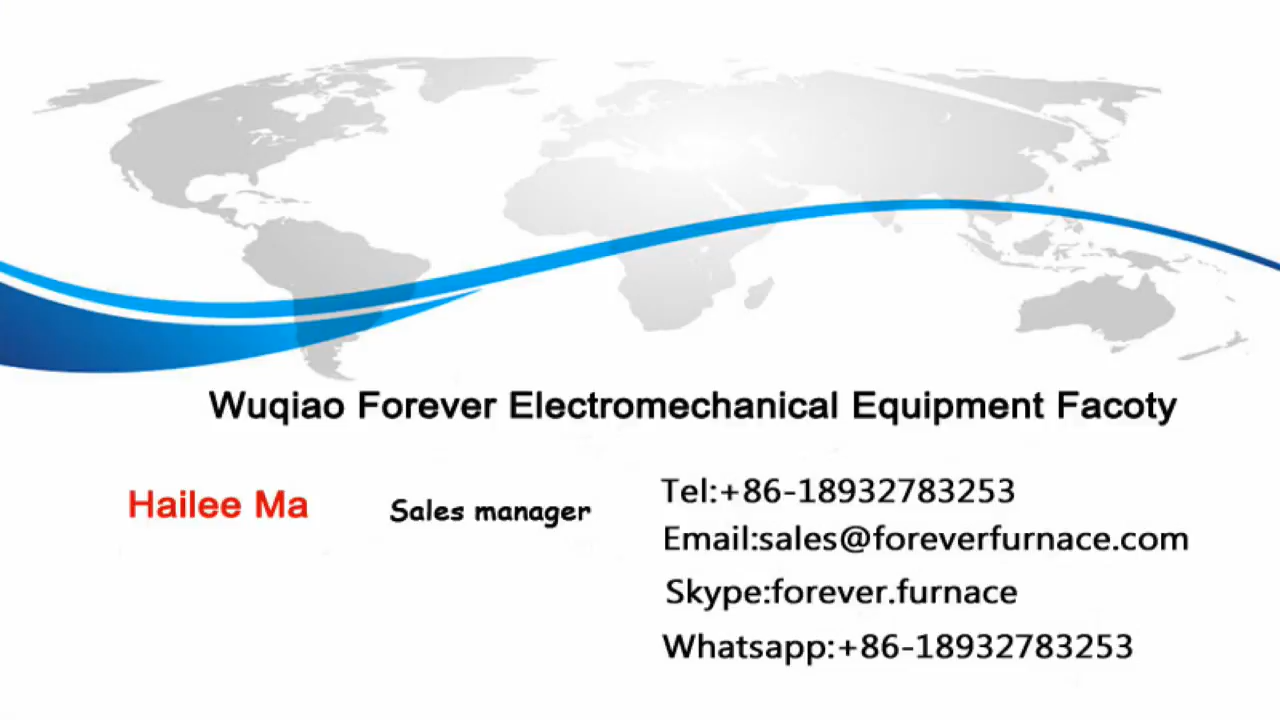 Wuqiao Forever Electromechanical Equipment Facoty
Hailee Ma
Sales manager
Tel:+86-18932783253
Email:sales@foreverfurnace.com
Skype:forever.furnace
Whatsapp:+86-18932783253